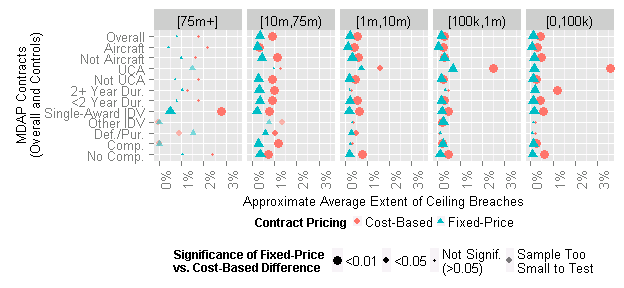 [75m+] [10m,75m) [1m,10m) [100k,1m) [0,100k)
MDAP Contracts
(Overall and Controls)
Overall
Aircraft
Not Aircraft
UCA
Not UCA
2+ Year Dur.
<2 Year Dur.
Single-Award IDV
Other IDV
Def./Pur.
Comp.
No Comp.
0% 1% 2% 3% 0% 1% 2% 3% 0% 1% 2% 3% 0% 1% 2% 3% 0% 1% 2% 3%
Approximate Average Extent of Ceiling Breaches
Contract Pricing Cost-Based Fixed-Price
Significance of Fixed-Price
vs. Cost-Based Difference
<0.01 <0.05 Not Signif.
(>0.05)
Sample Too
Small to Test